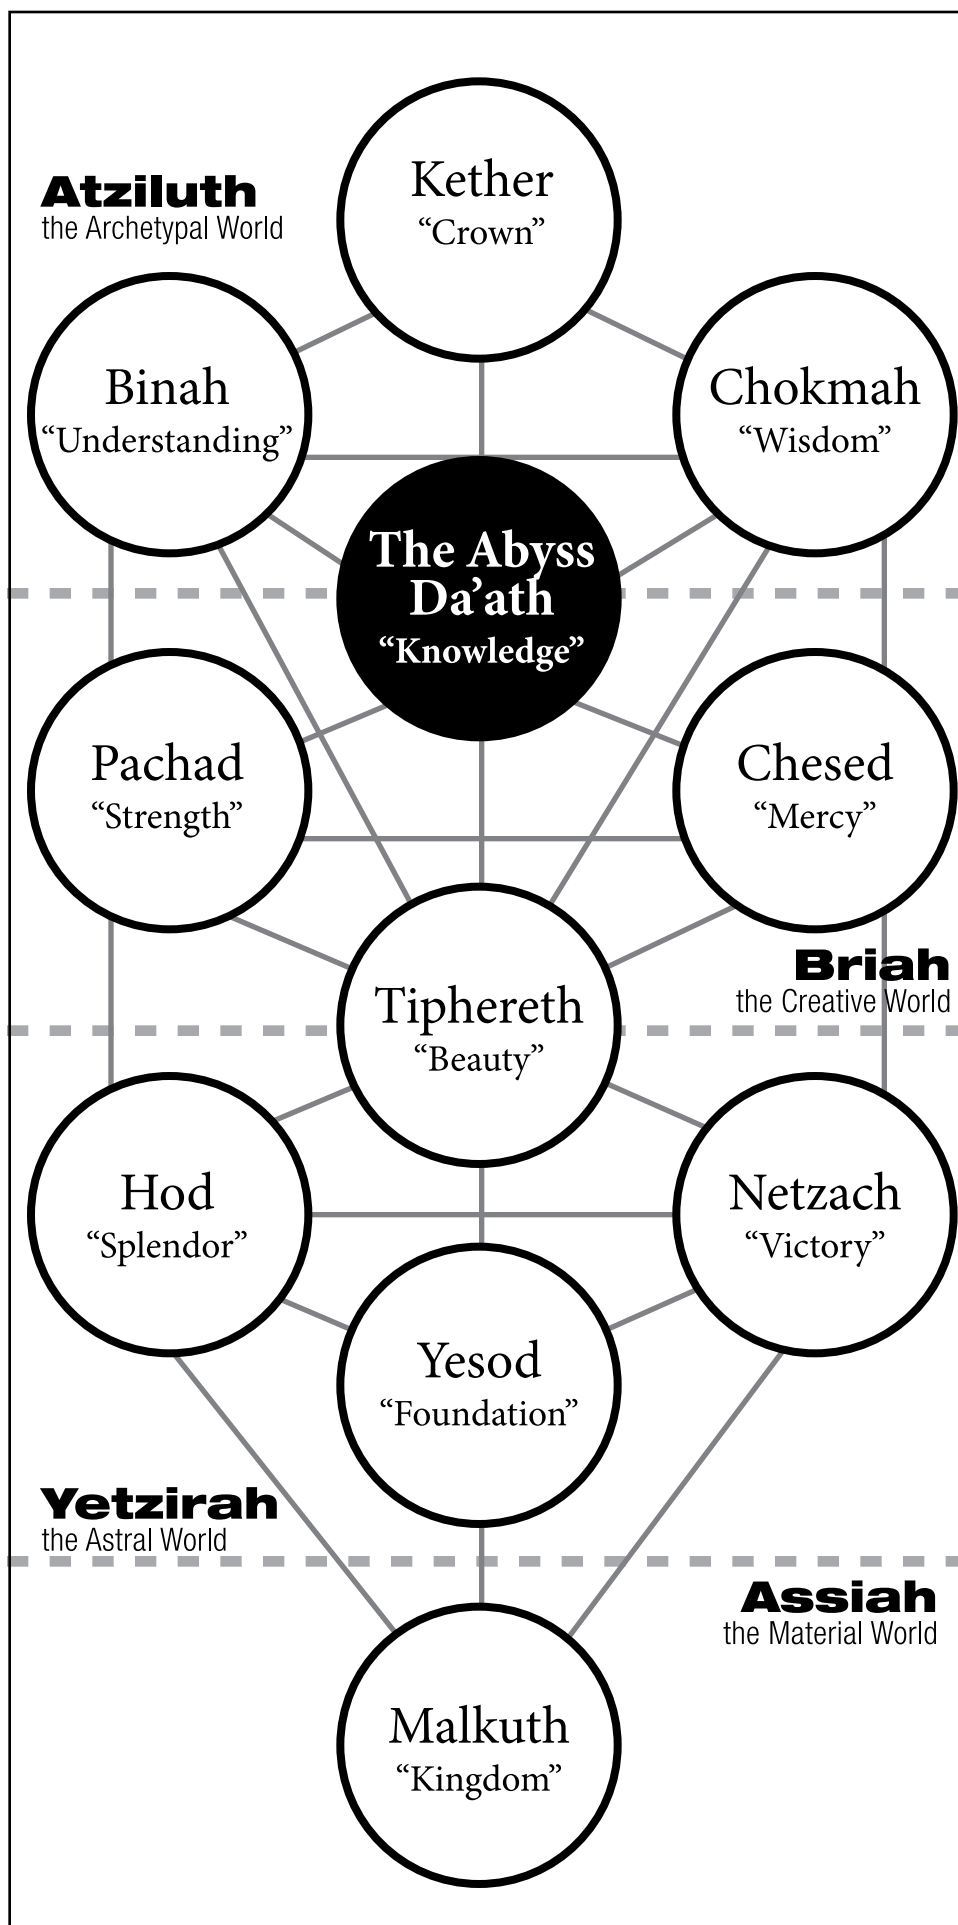 Kether
“Crown”
Atziluth
the Archetypal World
Binah
“Understanding”
Chokmah
“Wisdom”
The Abyss
Da’ath
“Knowledge”
Pachad
“Strength”
Chesed
“Mercy”
Briah
the Creative World
Tiphereth
“Beauty”
Hod
“Splendor”
Netzach
“Victory”
Yesod
“Foundation”
Yetzirah
the Astral World
Assiah
the Material World
Malkuth
“Kingdom”